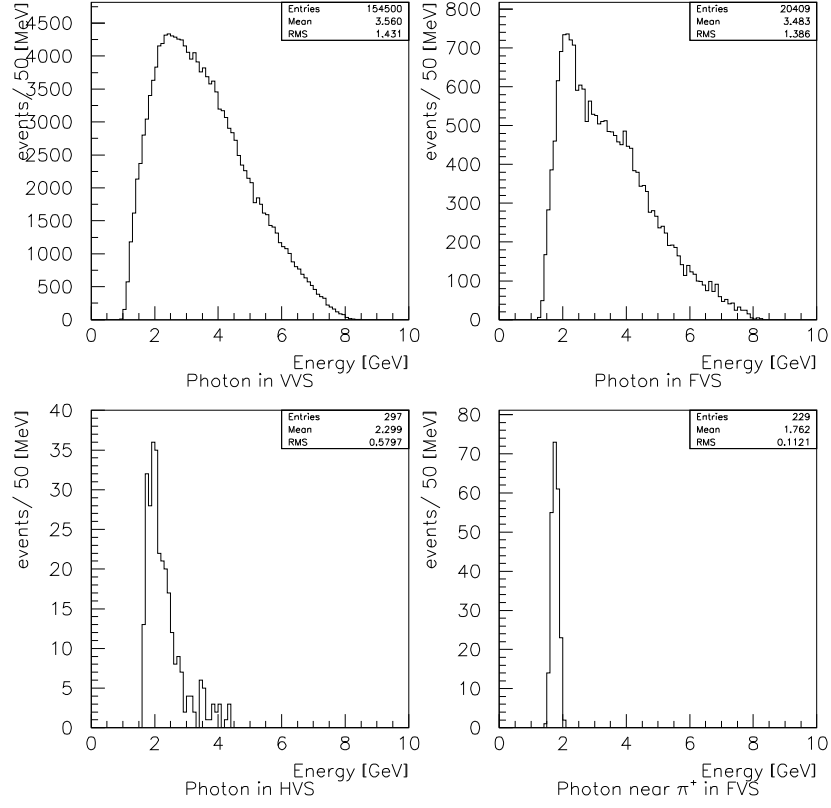 Entries 154500
Mean 3.560
RMS 1.431
events/ 50 [MeV]
4500
4000
3500
3000
2500
2000
1500
1000
500
0
0 2 4 6 8 10
Energy [GeV]
Photon in VVS
Entries 20409
Mean 3.483
RMS 1.386
events/ 50 [MeV]
800
700
600
500
400
300
200
100
0
0 2 4 6 8 10
Energy [GeV]
Photon in FVS
Entries 297
Mean 2.299
RMS 0.5797
events/ 50 [MeV]
40
35
30
25
20
15
10
5
0
0 2 4 6 8 10
Energy [GeV]
Photon in HVS
Entries 229
Mean 1.762
RMS 0.1121
events/ 50 [MeV]
80
70
60
50
40
30
20
10
0
0 2 4 6 8 10
Energy [GeV]
Photon near π⁺ in FVS